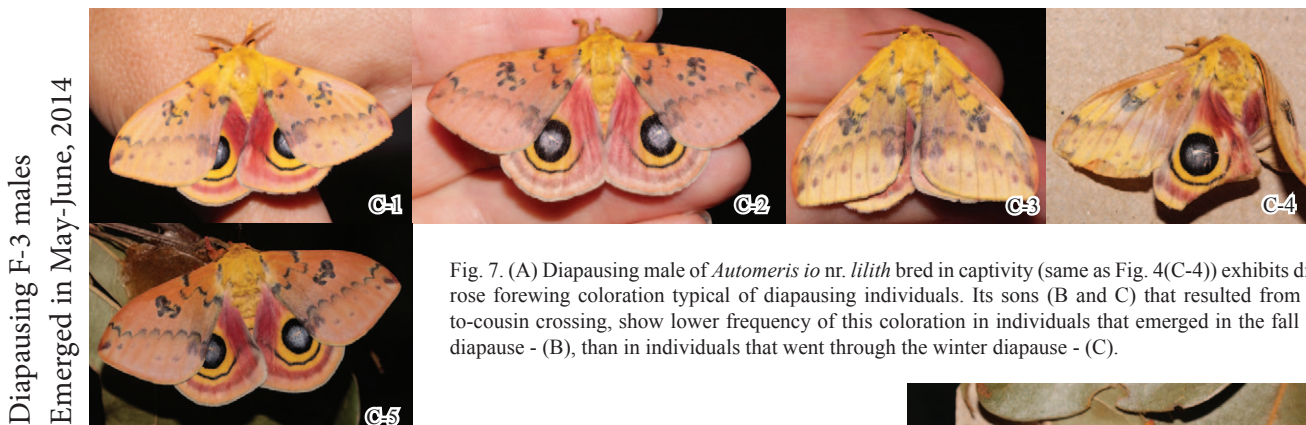 Diapausing F-3 males
Emerged in May-June, 2014
C-1
C-2
C-3
C-4
C-5
Fig. 7. (A) Diapausing male of Automeris io nr. lilith bred in captivity (same as Fig. 4(C-4)) exhibits
rose forewing coloration typical of diapausing individuals. Its sons (B and C) that resulted from
to-cousin crossing, show lower frequency of this coloration in individuals that emerged in the fall
diapause - (B), than in individuals that went through the winter diapause - (C).